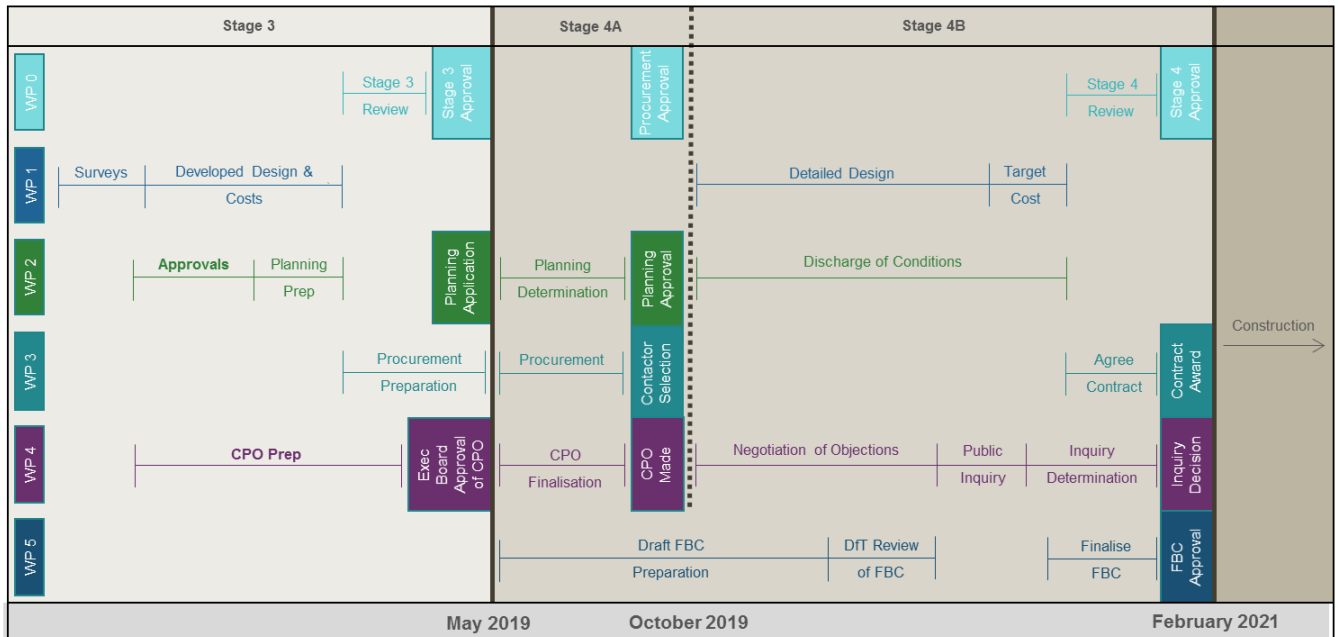 Stage 3
Stage 4A
Stage 4B
WP 0
Stage 3
Review
Stage 3
Approval
Procurement
Approval
Stage 4
Review
Stage 4
Approval
WP 1
Surveys
Developed Design &
Costs
Detailed Design
Target
Cost
WP 2
Approvals
Planning
Prep
Planning
Application
Planning
Determination
Planning
Approval
Discharge of Conditions
WP 3
Procurement
Preparation
Procurement
Contactor
Selection
Agree
Contract
Contract
Award
Construction
WP 4
CPO Prep
Exec
Board
Approval
of CPO
CPO
Finalisation
CPO
Made
Negotiation of Objections
Public
Inquiry
Inquiry
Determination
Inquiry
Decision
WP 5
Draft FBC
Preparation
DfT Review
of FBC
Finalise
FBC
FBC
Approval
May 2019
October 2019
February 2021